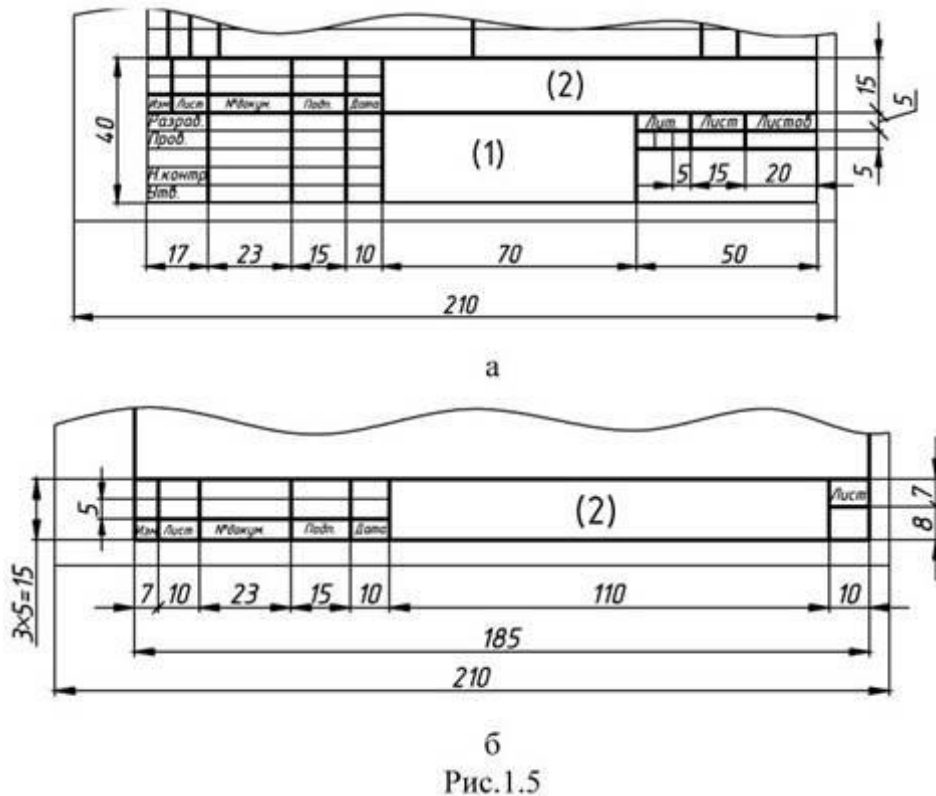 (2)
15
5
40
Изм Лист №докум. Подп. Дата
Разраб.
Пров.
Н.контр
Утв.
(1)
Лит. Лист Листов
5 15 20
5
17 23 15 10 70 50
210
а
3x5=15
5
Изм Лист №докум. Подп. Дата
(2)
Лист
7
8
7 10 23 15 10 110 10
185
210
б
Рис.1.5